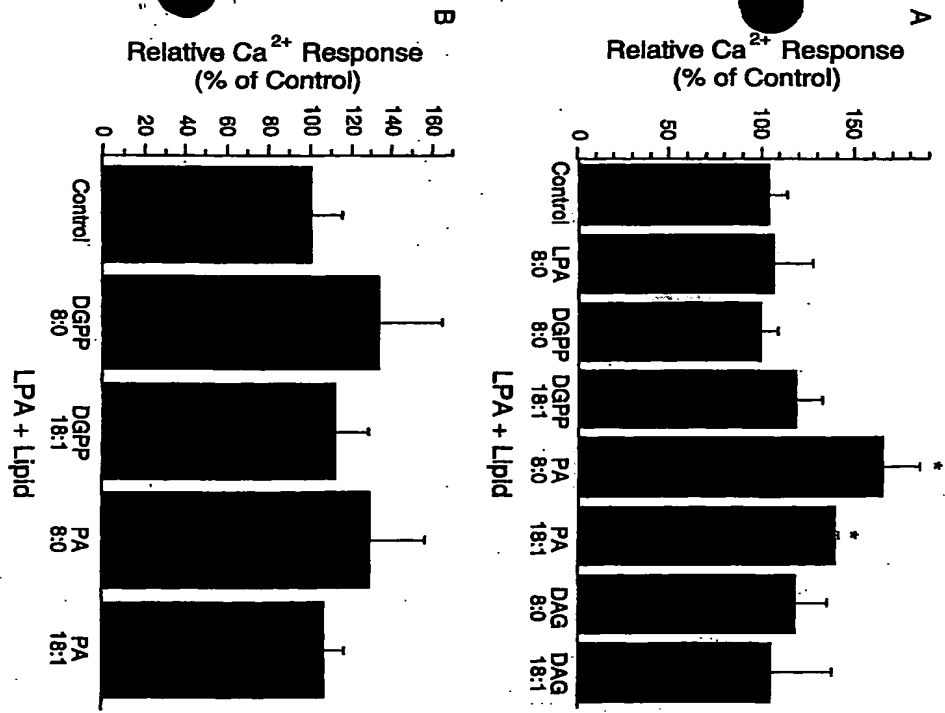 A
Relative Ca2+ Response
(% of Control)
0 50 100 150
Control LPA DGPP DGPP PA PA DAG DAG
8:0 8:0 18:1 8:0 18:1 8:0 18:1
* *
LPA + Lipid
B
Relative Ca2+ Response
(% of Control)
0 20 40 60 80 100 120 140 160
Control DGPP DGPP PA PA
8:0 18:1 8:0 18:1
LPA + Lipid